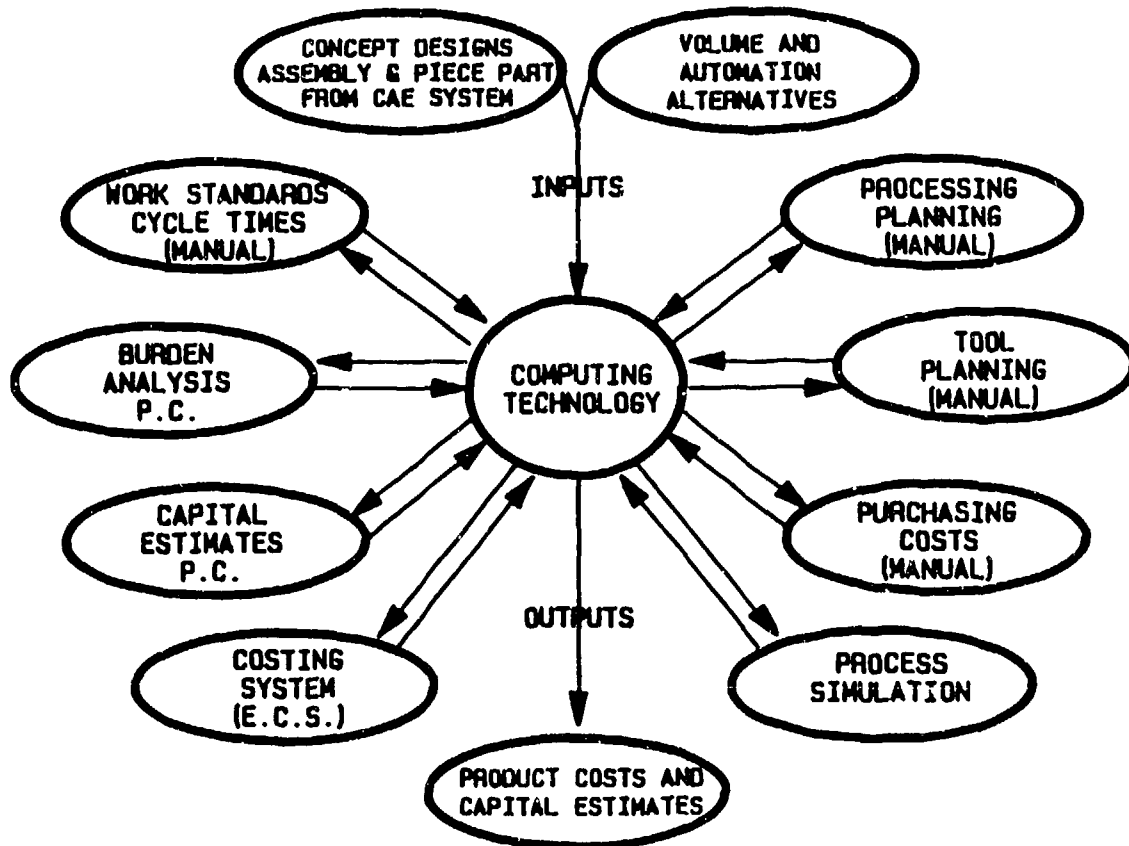 CONCEPT DESIGNS
ASSEMBLY & PIECE PART
FROM CAE SYSTEM
VOLUME AND
AUTOMATION
ALTERNATIVES
INPUTS
WORK STANDARDS
CYCLE TIMES
(MANUAL)
PROCESSING
PLANNING
(MANUAL)
BURDEN
ANALYSIS
P.C.
COMPUTING
TECHNOLOGY
TOOL
PLANNING
(MANUAL)
CAPITAL
ESTIMATES
P.C.
PURCHASING
COSTS
(MANUAL)
OUTPUTS
COSTING
SYSTEM
(E.C.S.)
PROCESS
SIMULATION
PRODUCT COSTS AND
CAPITAL ESTIMATES